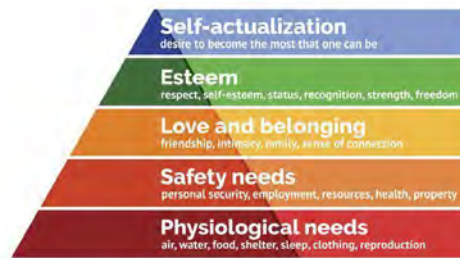 Self-actualization
desire to become the most that one can be
Esteem
respect, self-esteem, status, recognition, strength, freedom
Love and belonging
friendship, intimacy, family, sense of connection
Safety needs
personal security, employment, resources, health, property
Physiological needs
air, water, food, shelter, sleep, clothing, reproduction